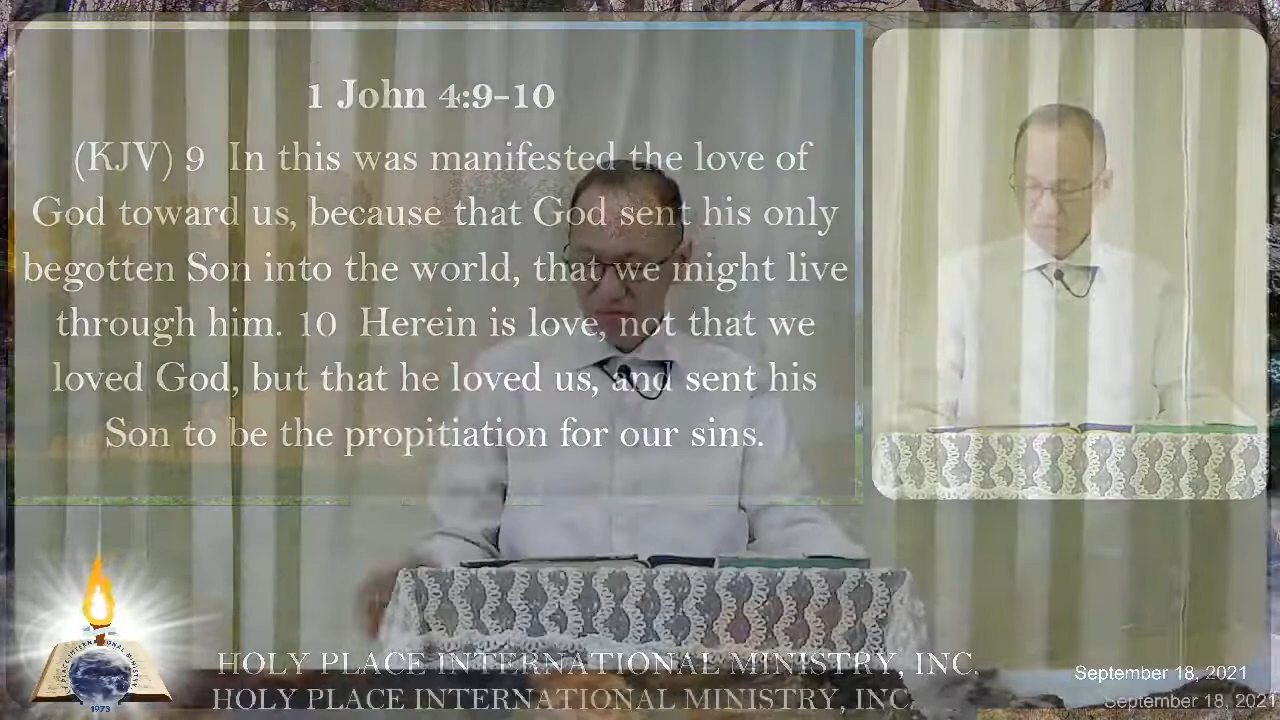 1 John 4:9-10
(KJV) 9 In this was manifested the love of
God toward us, because that God sent his only
begotten Son into the world, that we might live
through him. 10 Herein is love, not that we
loved God, but that he loved us, and sent his
Son to be the propitiation for our sins.
HOLY PLACE INTERNATIONAL MINISTRY, INC.
September 18, 2021
HOLY PLACE INTERNATIONAL MINISTRY, INC.
September 18, 2021
1973